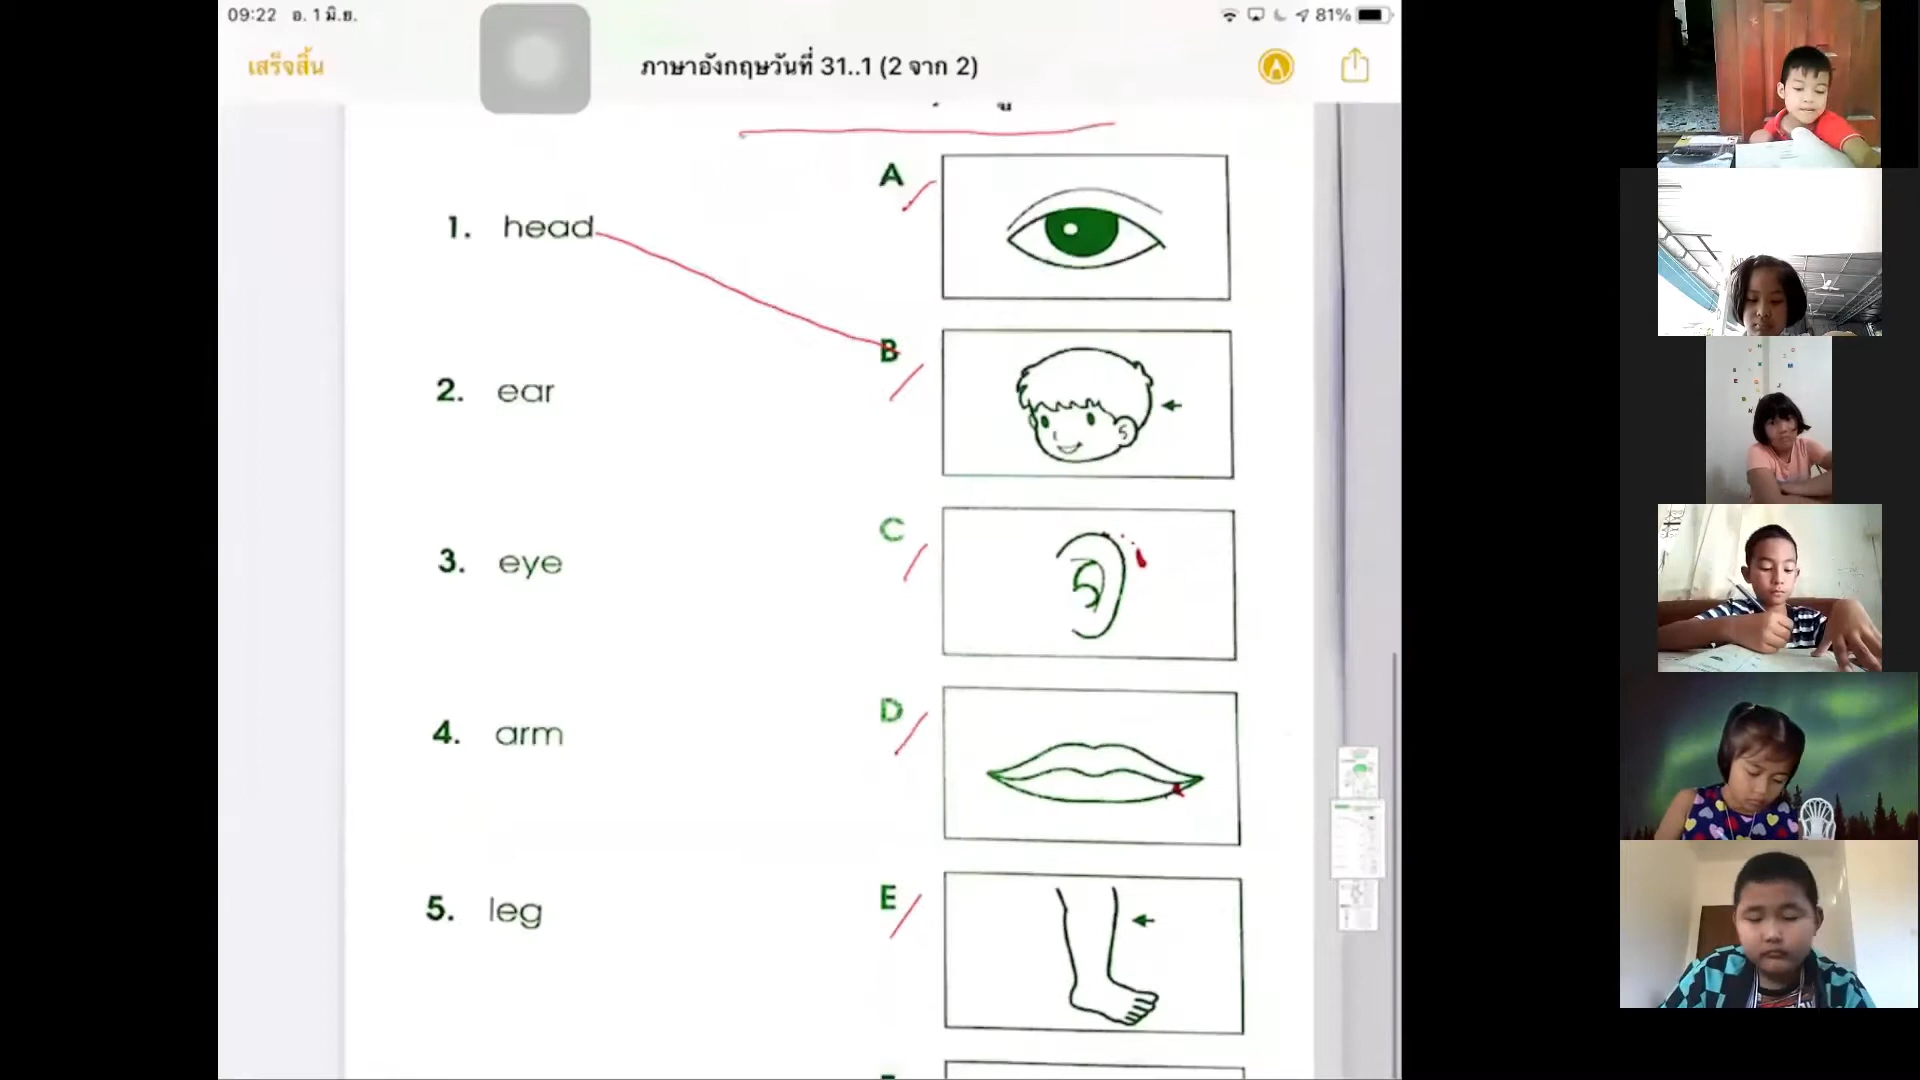 09:22 อ. 1 มิ.ย.
81%
เสร็จสิ้น
ภาษาอังกฤษวันที่ 31..1 (2 จาก 2)
A
1. head
B
2. ear
C
3. eye
D
4. arm
E
5. leg